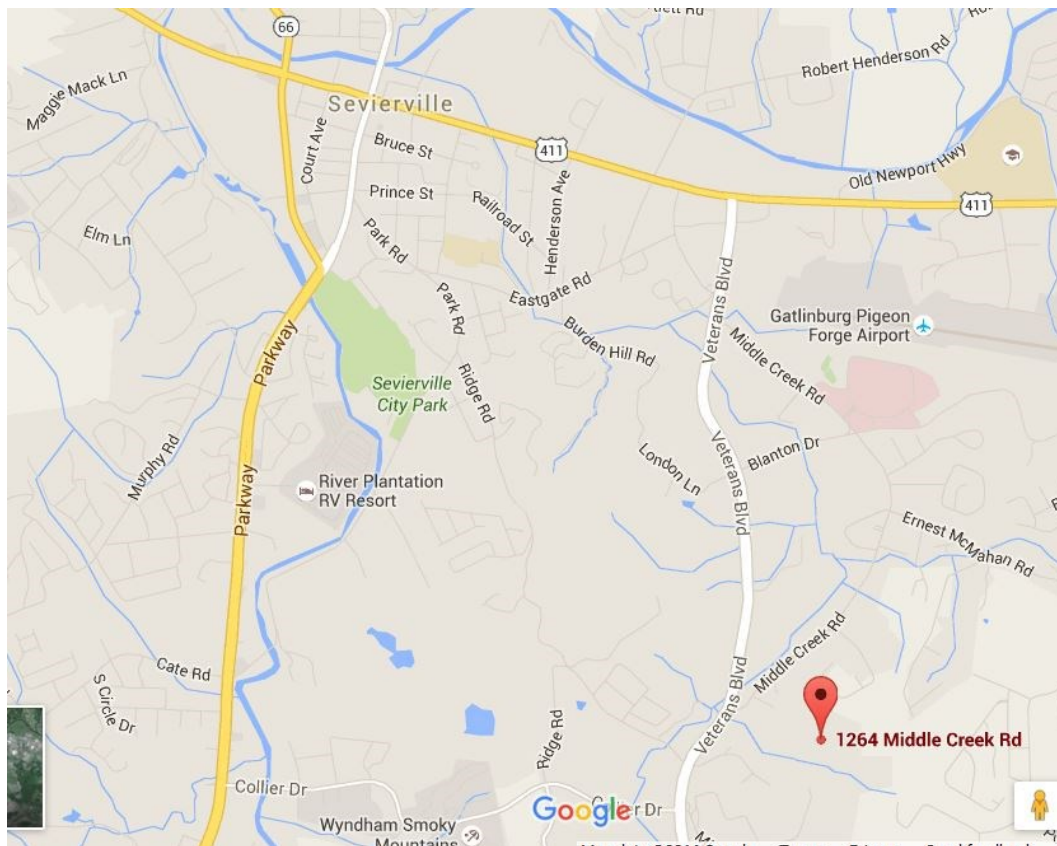 66
Robert Henderson Rd
Maggie Mack Ln
Sevierville
Court Ave
Bruce St
411
Old Newport Hwy
Prince St
Railroad St
Henderson Ave
411
Elm Ln
Park Rd
Park Rd
Eastgate Rd
Veterans Blvd
Gatlinburg Pigeon
Forge Airport
Burden Hill Rd
Middle Creek Rd
Parkway
Sevierville
City Park
Ridge Rd
Murphy Rd
London Ln
Veterans Blvd
Blanton Dr
River Plantation
RV Resort
Parkway
Ernest McMahan Rd
Cate Rd
S Circle Dr
Middle Creek Rd
Ridge Rd
Veterans Blvd
1264 Middle Creek Rd
Collier Dr
Google
Collier Dr
Wyndham Smoky
Mountains